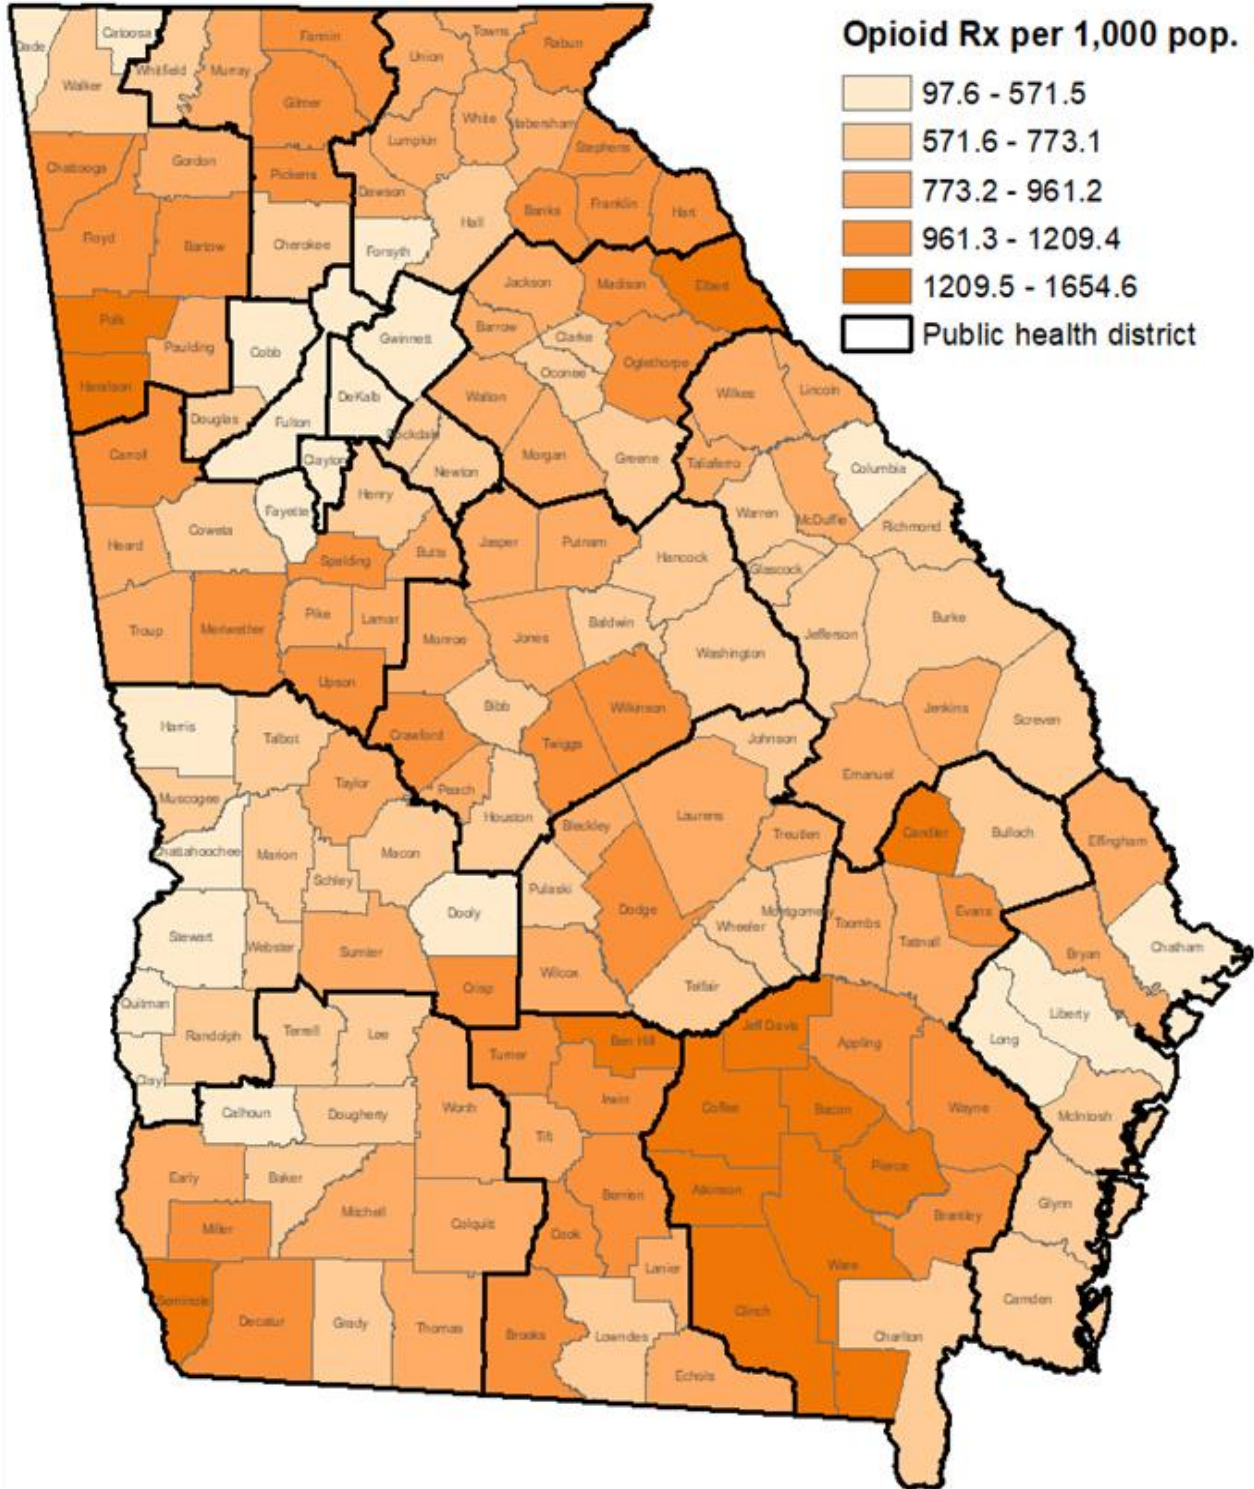 Opioid Rx per 1,000 pop.
97.6 - 571.5
571.6 - 773.1
773.2 - 961.2
961.3 - 1209.4
1209.5 - 1654.6
Public health district
Dade
Catoosa
Whitfield
Murray
Fannin
Union
Towns
Rabun
Walker
Gilmer
White
Habersham
Lumpkin
Stephens
Chattooga
Gordon
Pickens
Dawson
Hall
Banks
Franklin
Hart
Floyd
Bartow
Cherokee
Forsyth
Jackson
Madison
Elbert
Polk
Paulding
Cobb
Gwinnett
Barrow
Clarke
Oconee
Oglethorpe
Haralson
Douglas
Fulton
DeKalb
Walton
Wilkes
Lincoln
Rockdale
Carroll
Clayton
Newton
Morgan
Greene
Taliaferro
Columbia
Henry
Fayette
Coweta
Warren
McDuffie
Richmond
Heard
Spalding
Butts
Jasper
Putnam
Hancock
Glascock
Troup
Meriwether
Pike
Lamar
Monroe
Jones
Baldwin
Washington
Jefferson
Burke
Upson
Bibb
Wilkinson
Jenkins
Screven
Harris
Talbot
Crawford
Twiggs
Johnson
Emanuel
Muscogee
Taylor
Peach
Houston
Bleckley
Laurens
Treutlen
Candler
Bulloch
Effingham
Chattahoochee
Marion
Macon
Schley
Pulaski
Dodge
Wheeler
Montgomery
Toombs
Tattnall
Evans
Bryan
Chatham
Stewart
Webster
Sumter
Dooly
Crisp
Wilcox
Telfair
Liberty
Long
Quitman
Randolph
Terrell
Lee
Turner
Ben Hill
Jeff Davis
Appling
Clay
Calhoun
Dougherty
Worth
Irwin
Coffee
Bacon
Wayne
McIntosh
Tift
Early
Baker
Mitchell
Berrien
Atkinson
Pierce
Glynn
Miller
Colquitt
Cook
Lanier
Ware
Brantley
Seminole
Decatur
Grady
Thomas
Brooks
Lowndes
Echols
Clinch
Charlton
Camden